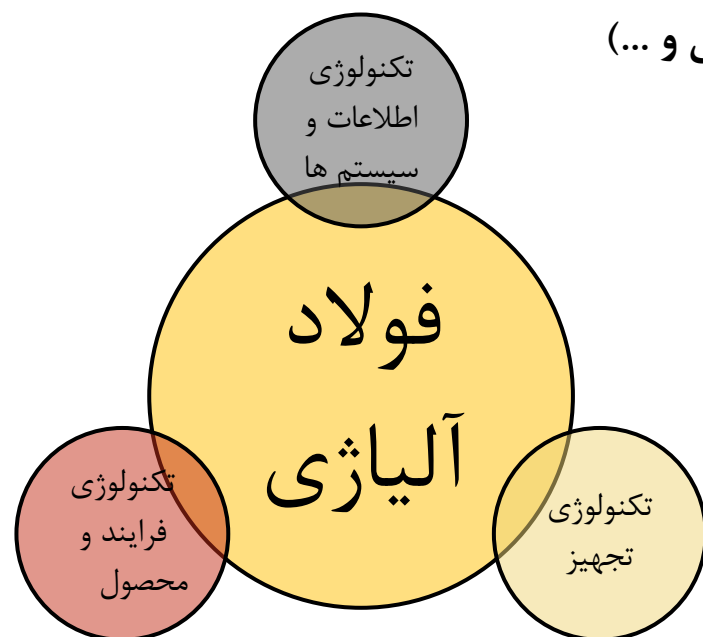 و ...)
تکنولوژی
اطلاعات و
سیستم ها
فولاد
آلیاژی
تکنولوژی
فرایند و
محصول
تکنولوژی
تجهیز